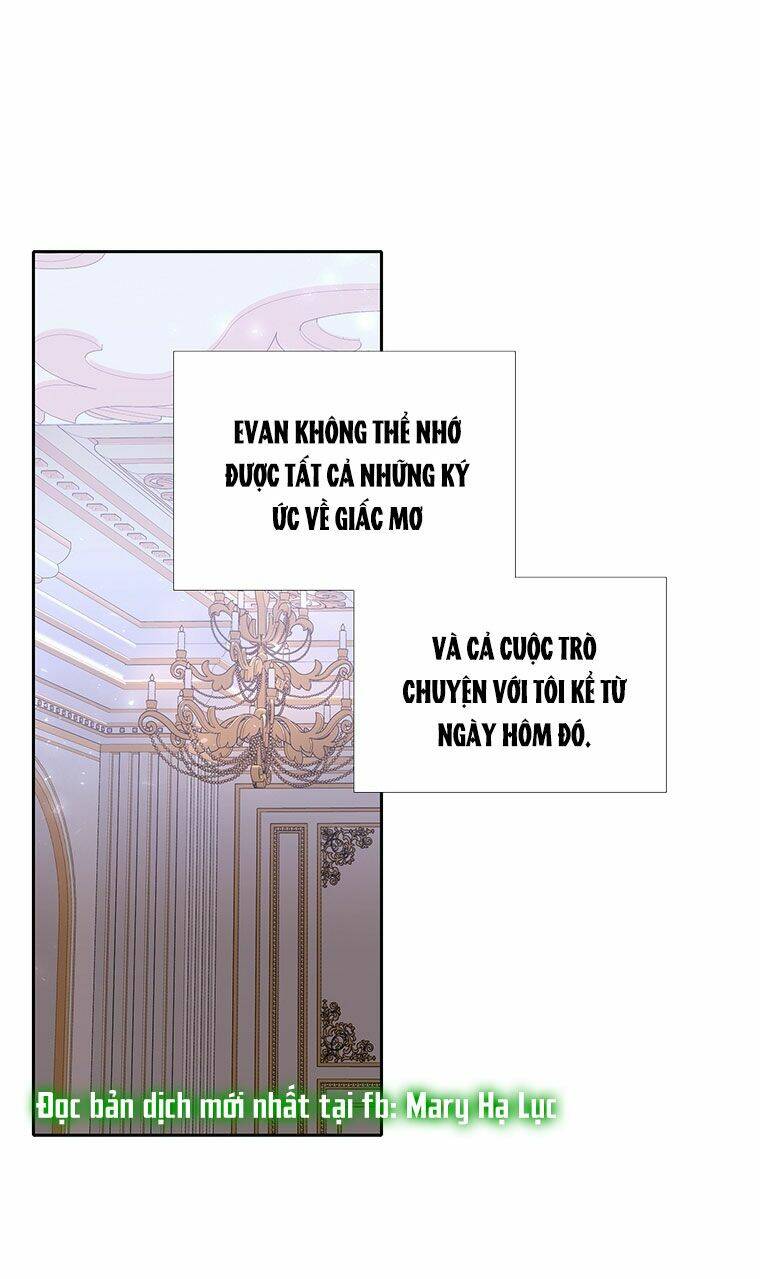 EVAN KHÔNG THỂ NHỚ
ĐƯỢC TẤT CẢ NHỮNG KÝ
ỨC VỀ GIẤC MƠ
VÀ CẢ CUỘC TRÒ
CHUYỆN VỚI TÔI KỂ TỪ
NGÀY HÔM ĐÓ.
Đọc bản dịch mới nhất tại fb: Mary Hạ Lục